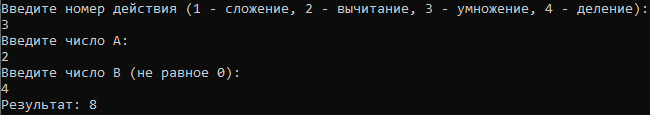 Введите номер действия (1 - сложение, 2 - вычитание, 3 - умножение, 4 - деление):
3
Введите число A:
2
Введите число B (не равное 0):
4
Результат: 8